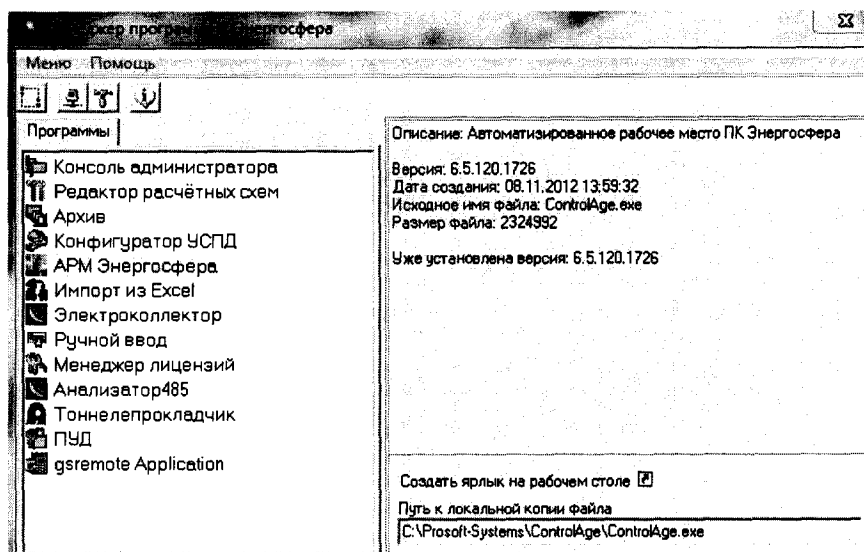 Меню Помощь
Программы
Консоль администратора
Редактор расчётных схем
Архив
Конфигуратор УСПД
АРМ Энергосфера
Импорт из Excel
Электроколлектор
Ручной ввод
Менеджер лицензий
Анализатор485
Тоннелепрокладчик
ПУД
gsremote Application
Описание: Автоматизированное рабочее место ПК Энергосфера
Версия: 6.5.120.1726
Дата создания: 08.11.2012 13:59:32
Исходное имя файла: ControlAge.exe
Размер файла: 2324992
Уже установлена версия: 6.5.120.1726
Создать ярлык на рабочем столе
Путь к локальной копии файла
C:\Prosoft-Systems\ControlAge\ControlAge.exe